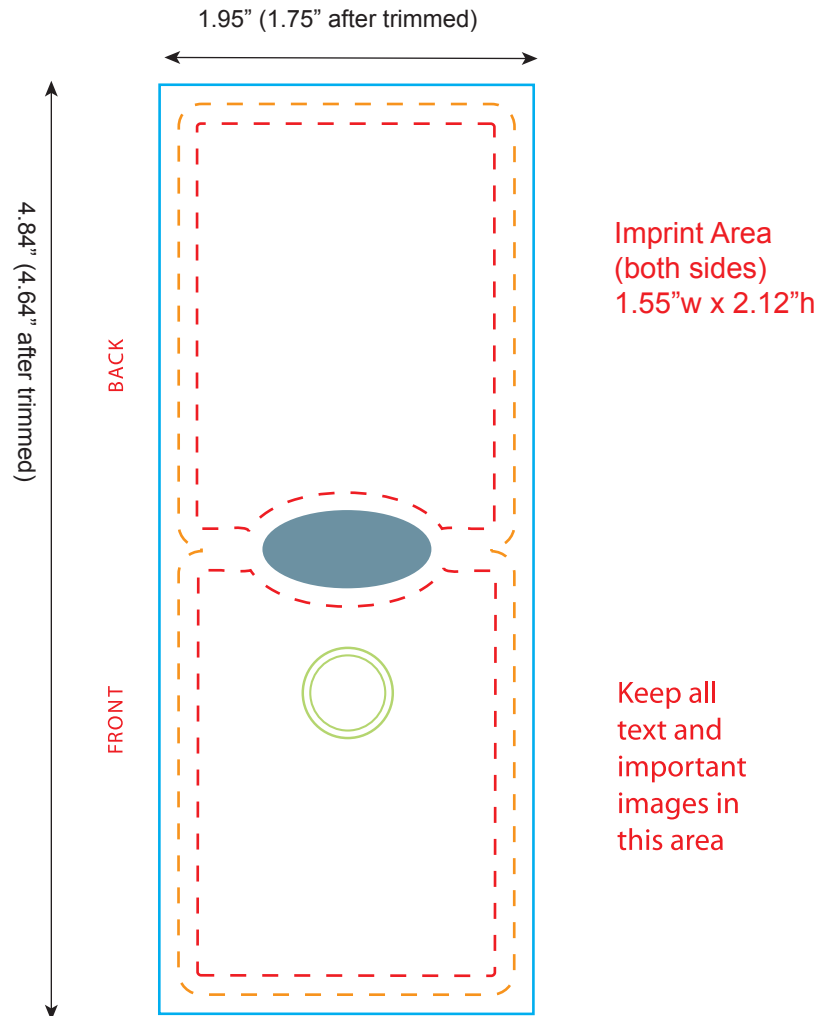 1.95” (1.75” after trimmed)
4.84” (4.64” after trimmed)
BACK
Imprint Area
(both sides)
1.55”w x 2.12”h
FRONT
Keep all
text and
important
images in
this area